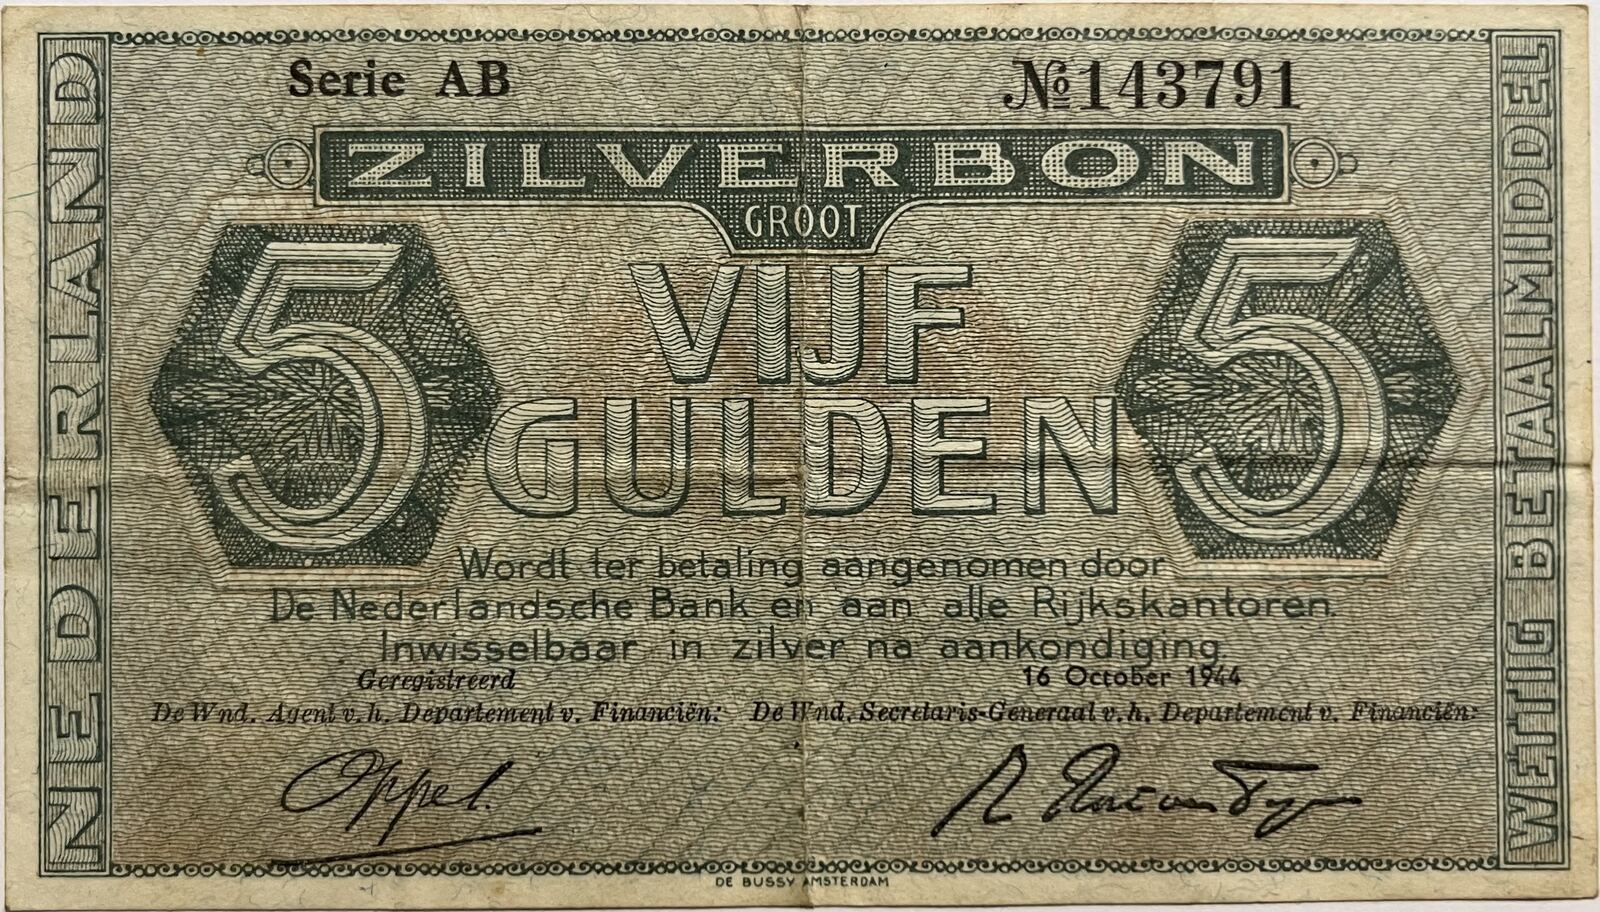 Serie AB
№143791
ZILVERBON
GROOT
5
VIJF
GULDEN
5
NEDERLAND
WETTIG BETAALMIDDEL
Wordt ter betaling aangenomen door
De Nederlandsche Bank en aan alle Rijkskantoren.
Inwisselbaar in zilver na aankondiging.
Geregistreerd
16 October 1944
De Wnd. Agent v. h. Departement v. Financiën:
De Wnd. Secretaris-Generaal v. h. Departement v. Financiën:
Oppel.
DE BUSSY AMSTERDAM